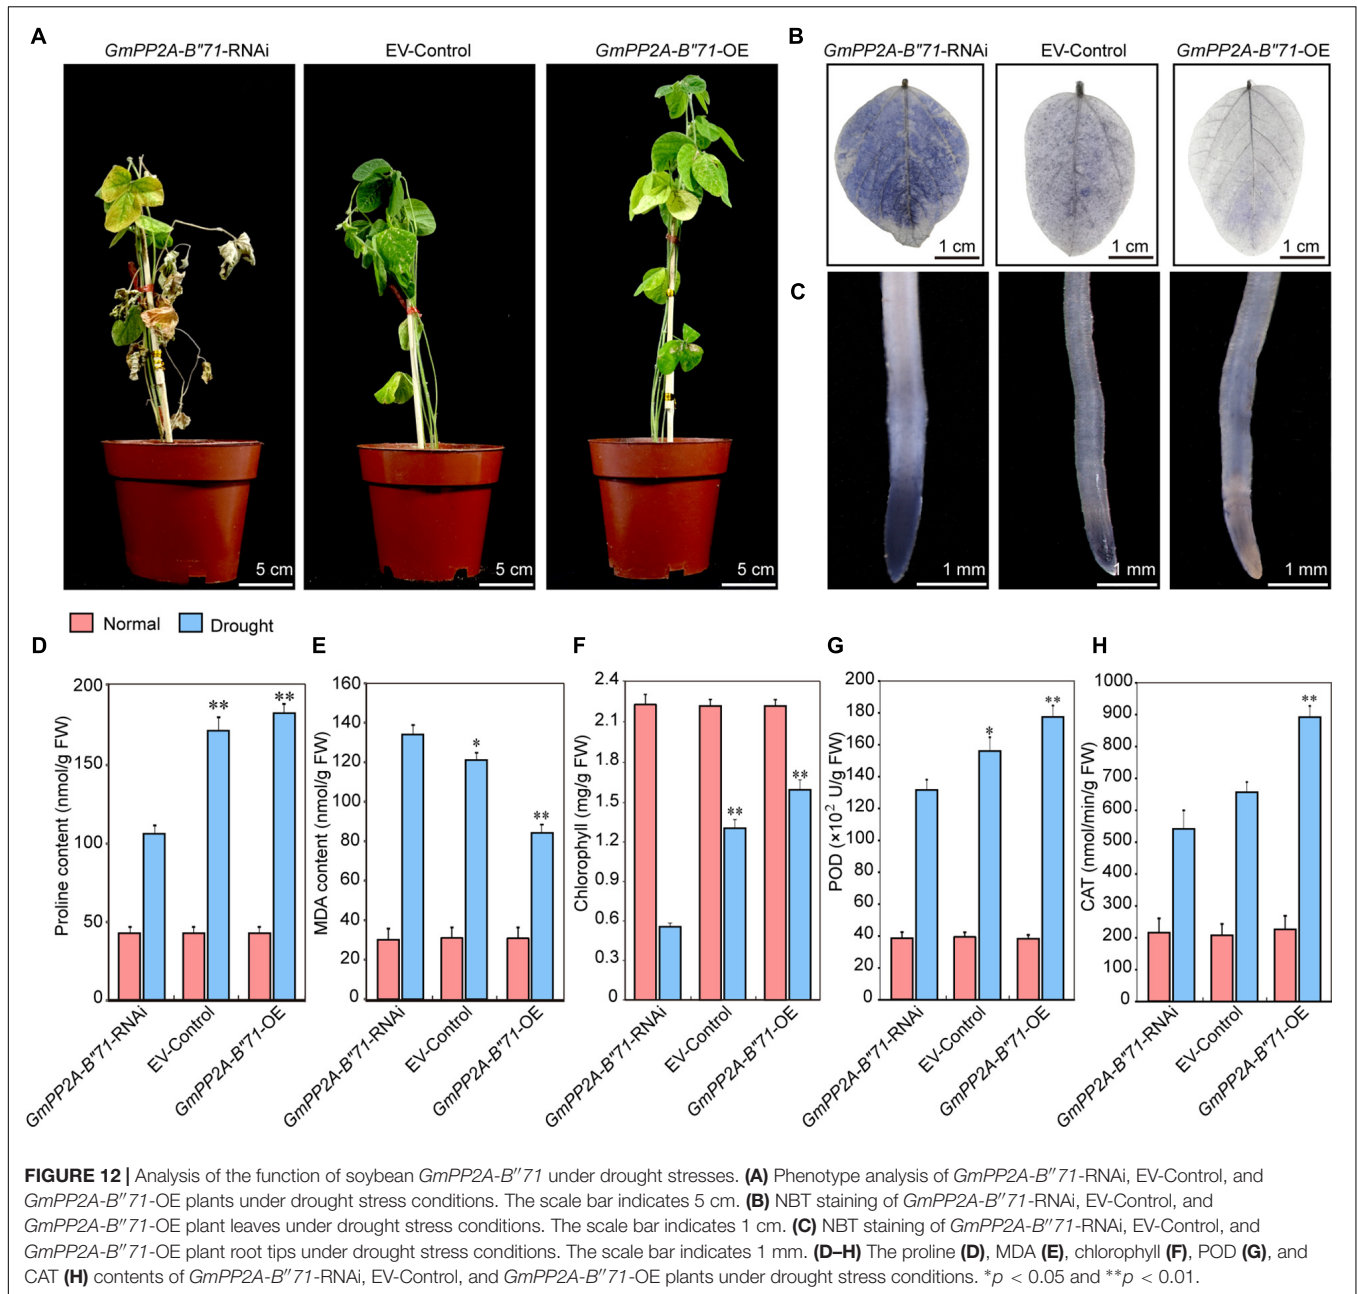 A
GmPP2A-B"71-RNAi
EV-Control
GmPP2A-B"71-OE
5 cm
5 cm
5 cm
B
GmPP2A-B"71-RNAi
EV-Control
GmPP2A-B"71-OE
1 cm
1 cm
1 cm
C
1 mm
1 mm
1 mm
Normal
Drought
D
Proline content (nmol/g FW)
200
150
100
50
0
GmPP2A-B"71-RNAi
EV-Control
GmPP2A-B"71-OE
**
**
E
MDA content (nmol/g FW)
160
140
120
100
80
60
40
20
0
GmPP2A-B"71-RNAi
EV-Control
GmPP2A-B"71-OE
*
**
F
Chlorophyll (mg/g FW)
2.4
2.1
1.8
1.5
1.2
0.9
0.6
0.3
0
GmPP2A-B"71-RNAi
EV-Control
GmPP2A-B"71-OE
**
**
G
POD (×10² U/g FW)
200
180
160
140
120
100
80
60
40
20
0
GmPP2A-B"71-RNAi
EV-Control
GmPP2A-B"71-OE
*
**
H
CAT (nmol/min/g FW)
1000
900
800
700
600
500
400
300
200
100
0
GmPP2A-B"71-RNAi
EV-Control
GmPP2A-B"71-OE
**
FIGURE 12 | Analysis of the function of soybean GmPP2A-B″71 under drought stresses. (A) Phenotype analysis of GmPP2A-B″71-RNAi, EV-Control, and
GmPP2A-B″71-OE plants under drought stress conditions. The scale bar indicates 5 cm. (B) NBT staining of GmPP2A-B″71-RNAi, EV-Control, and
GmPP2A-B″71-OE plant leaves under drought stress conditions. The scale bar indicates 1 cm. (C) NBT staining of GmPP2A-B″71-RNAi, EV-Control, and
GmPP2A-B″71-OE plant root tips under drought stress conditions. The scale bar indicates 1 mm. (D–H) The proline (D), MDA (E), chlorophyll (F), POD (G), and
CAT (H) contents of GmPP2A-B″71-RNAi, EV-Control, and GmPP2A-B″71-OE plants under drought stress conditions. *p < 0.05 and **p < 0.01.